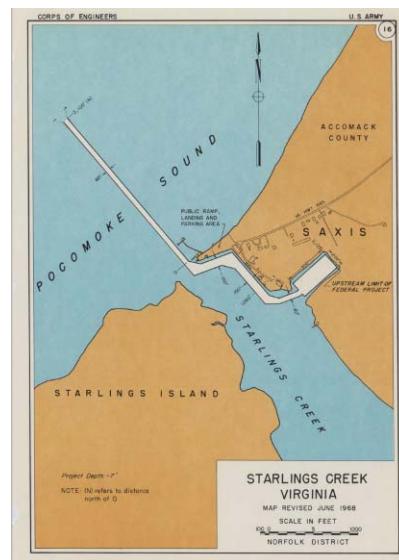 CORPS OF ENGINEERS
U.S. ARMY
16
ACCOMACK
COUNTY
POCOMOKE SOUND
PUBLIC RAMP,
LANDING AND
PARKING AREA
SAXIS
UPSTREAM LIMIT OF
FEDERAL PROJECT
STARLINGS CREEK
STARLINGS ISLAND
Project Depth -7'
NOTE: (N) refers to distance
north of 0
STARLINGS CREEK
VIRGINIA
MAP REVISED JUNE 1968
SCALE IN FEET
NORFOLK DISTRICT